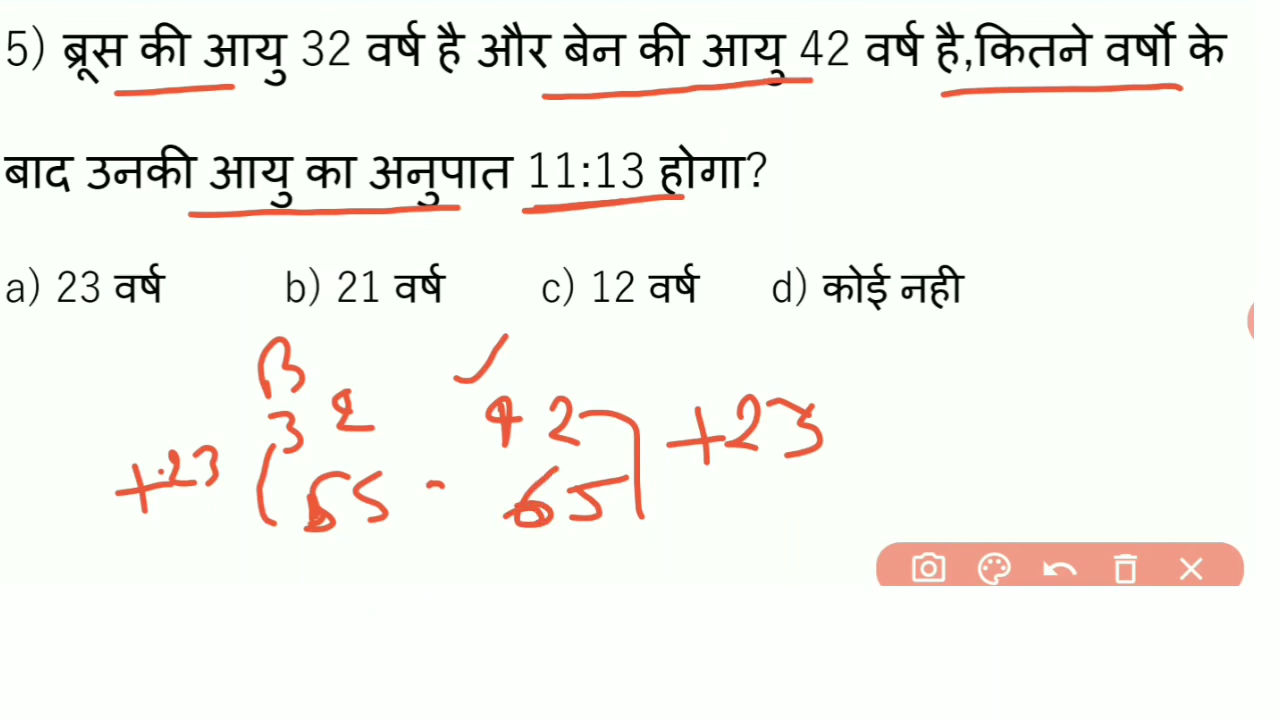 5) ब्रूस की आयु 32 वर्ष है और बेन की आयु 42 वर्ष है,कितने वर्षो के
बाद उनकी आयु का अनुपात 11:13 होगा?
a) 23 वर्ष b) 21 वर्ष c) 12 वर्ष d) कोई नही
B
32 42 +23
+23 55 - 65